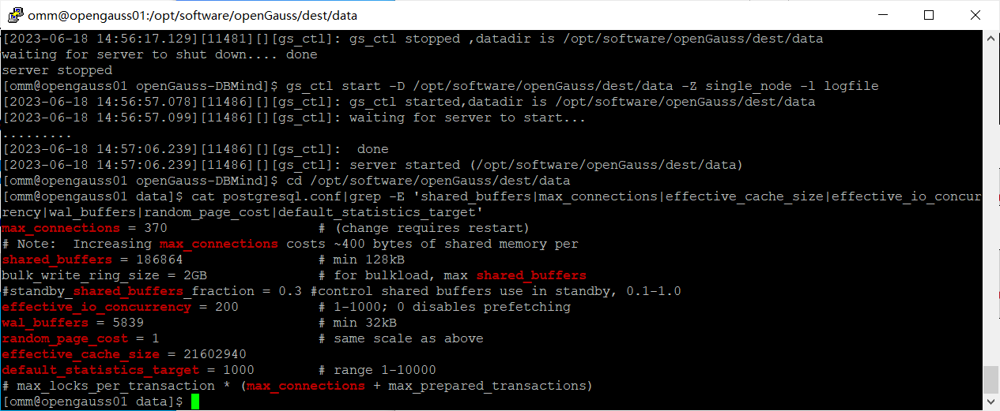 omm@opengauss01:/opt/software/openGauss/dest/data
[2023-06-18 14:56:17.129][11481][][gs_ctl]: gs_ctl stopped ,datadir is /opt/software/openGauss/dest/data
waiting for server to shut down.... done
server stopped
[omm@opengauss01 openGauss-DBMind]$ gs_ctl start -D /opt/software/openGauss/dest/data -Z single_node -l logfile
[2023-06-18 14:56:57.078][11486][][gs_ctl]: gs_ctl started,datadir is /opt/software/openGauss/dest/data
[2023-06-18 14:56:57.099][11486][][gs_ctl]: waiting for server to start...
.........
[2023-06-18 14:57:06.239][11486][][gs_ctl]:  done
[2023-06-18 14:57:06.239][11486][][gs_ctl]: server started (/opt/software/openGauss/dest/data)
[omm@opengauss01 openGauss-DBMind]$ cd /opt/software/openGauss/dest/data
[omm@opengauss01 data]$ cat postgresql.conf|grep -E 'shared_buffers|max_connections|effective_cache_size|effective_io_concur
rency|wal_buffers|random_page_cost|default_statistics_target'
max_connections = 370                  # (change requires restart)
# Note:  Increasing max_connections costs ~400 bytes of shared memory per
shared_buffers = 186864                # min 128kB
bulk_write_ring_size = 2GB             # for bulkload, max shared_buffers
#standby_shared_buffers_fraction = 0.3 #control shared buffers use in standby, 0.1-1.0
effective_io_concurrency = 200         # 1-1000; 0 disables prefetching
wal_buffers = 5839                     # min 32kB
random_page_cost = 1                   # same scale as above
effective_cache_size = 21602940
default_statistics_target = 1000       # range 1-10000
# max_locks_per_transaction * (max_connections + max_prepared_transactions)
[omm@opengauss01 data]$